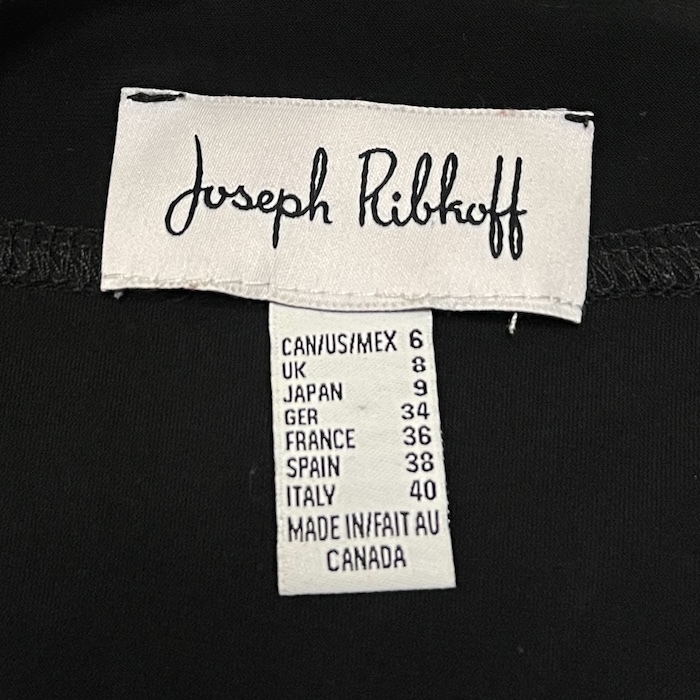 Joseph Ribkoff
CAN/US/MEX 6
UK 8
JAPAN 9
GER 34
FRANCE 36
SPAIN 38
ITALY 40
MADE IN/FAIT AU
CANADA